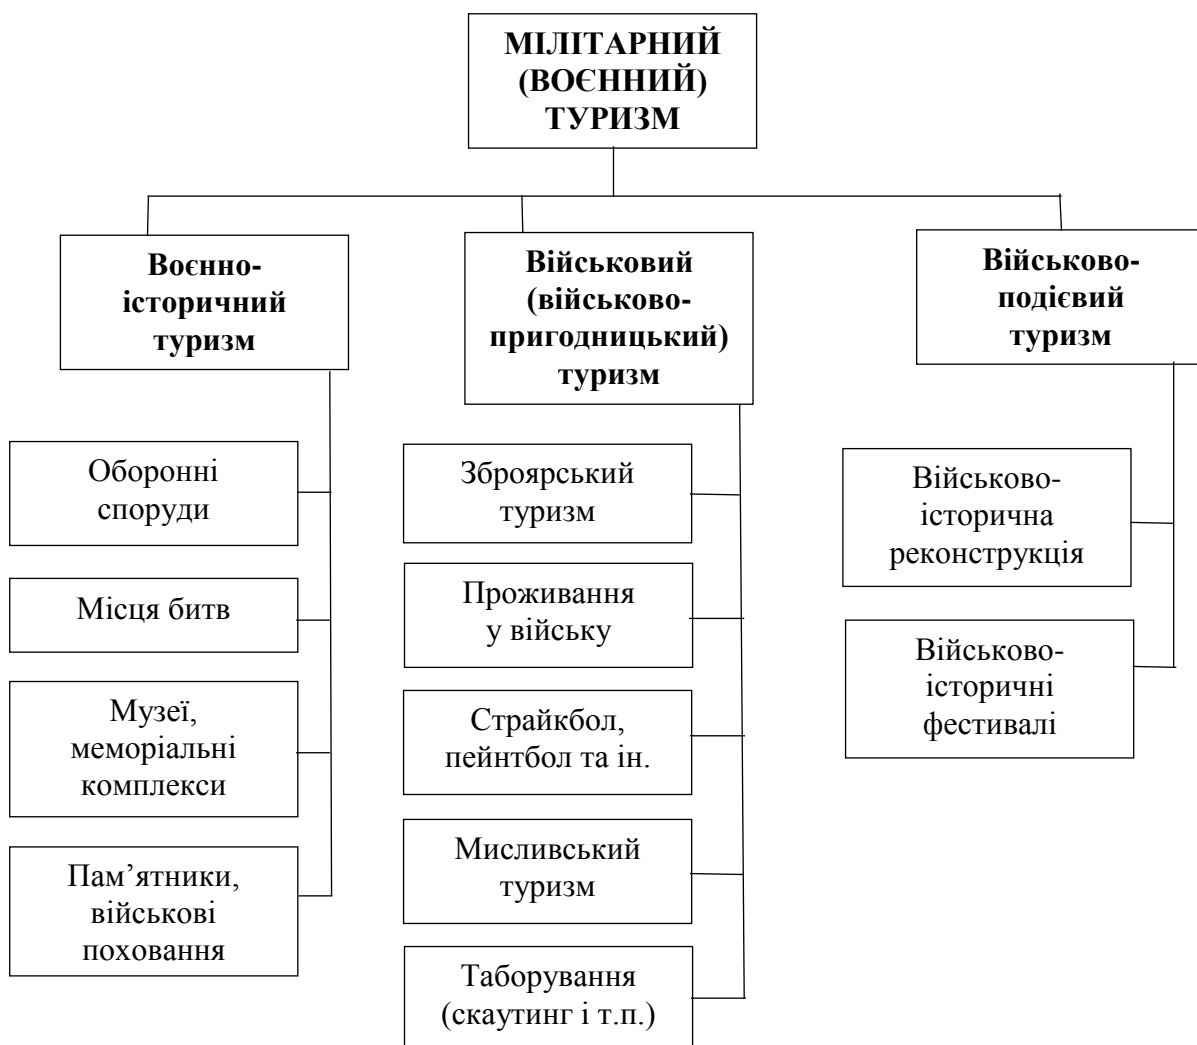 МІЛІТАРНИЙ
(ВОЄННИЙ)
ТУРИЗМ
Воєнно-
історичний
туризм
Оборонні
споруди
Місця битв
Музеї,
меморіальні
комплекси
Пам’ятники,
військові
поховання
Військовий
(військово-
пригодницький)
туризм
Зброярський
туризм
Проживання
у війську
Страйкбол,
пейнтбол та ін.
Мисливський
туризм
Таборування
(скаутинг і т.п.)
Військово-
подієвий
туризм
Військово-
історична
реконструкція
Військово-
історичні
фестивалі